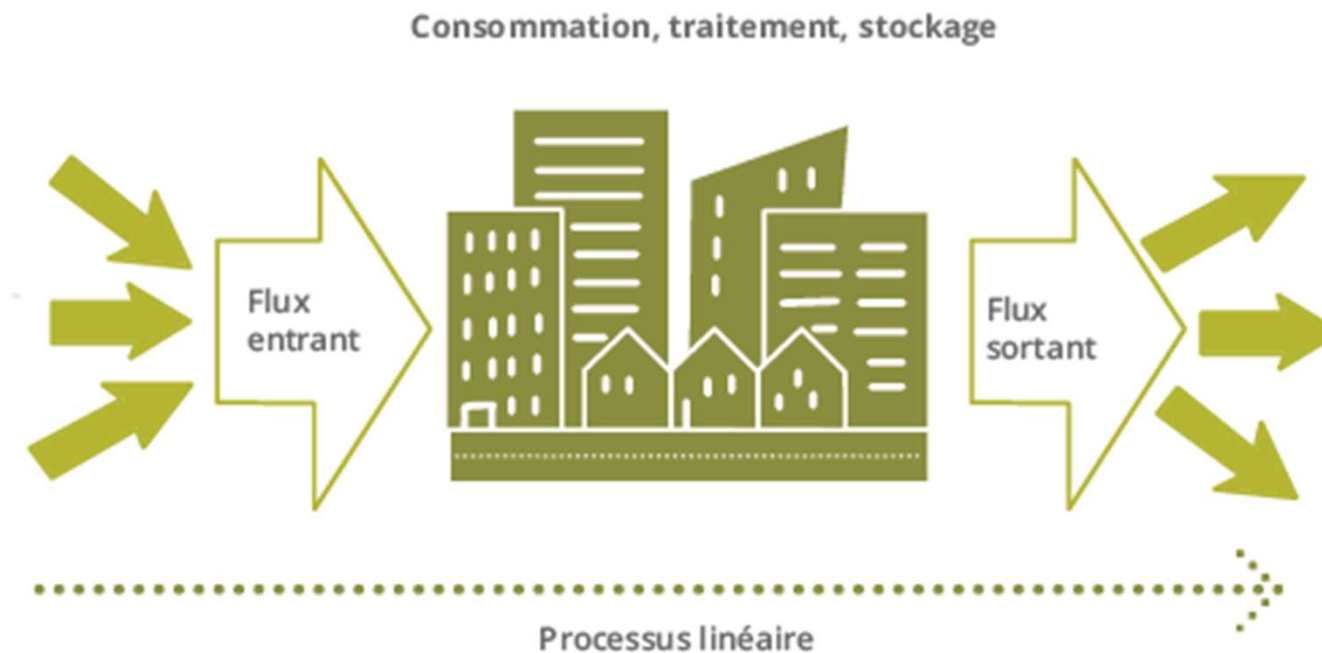 Consommation, traitement, stockage
Flux
entrant
Flux
sortant
Processus linéaire